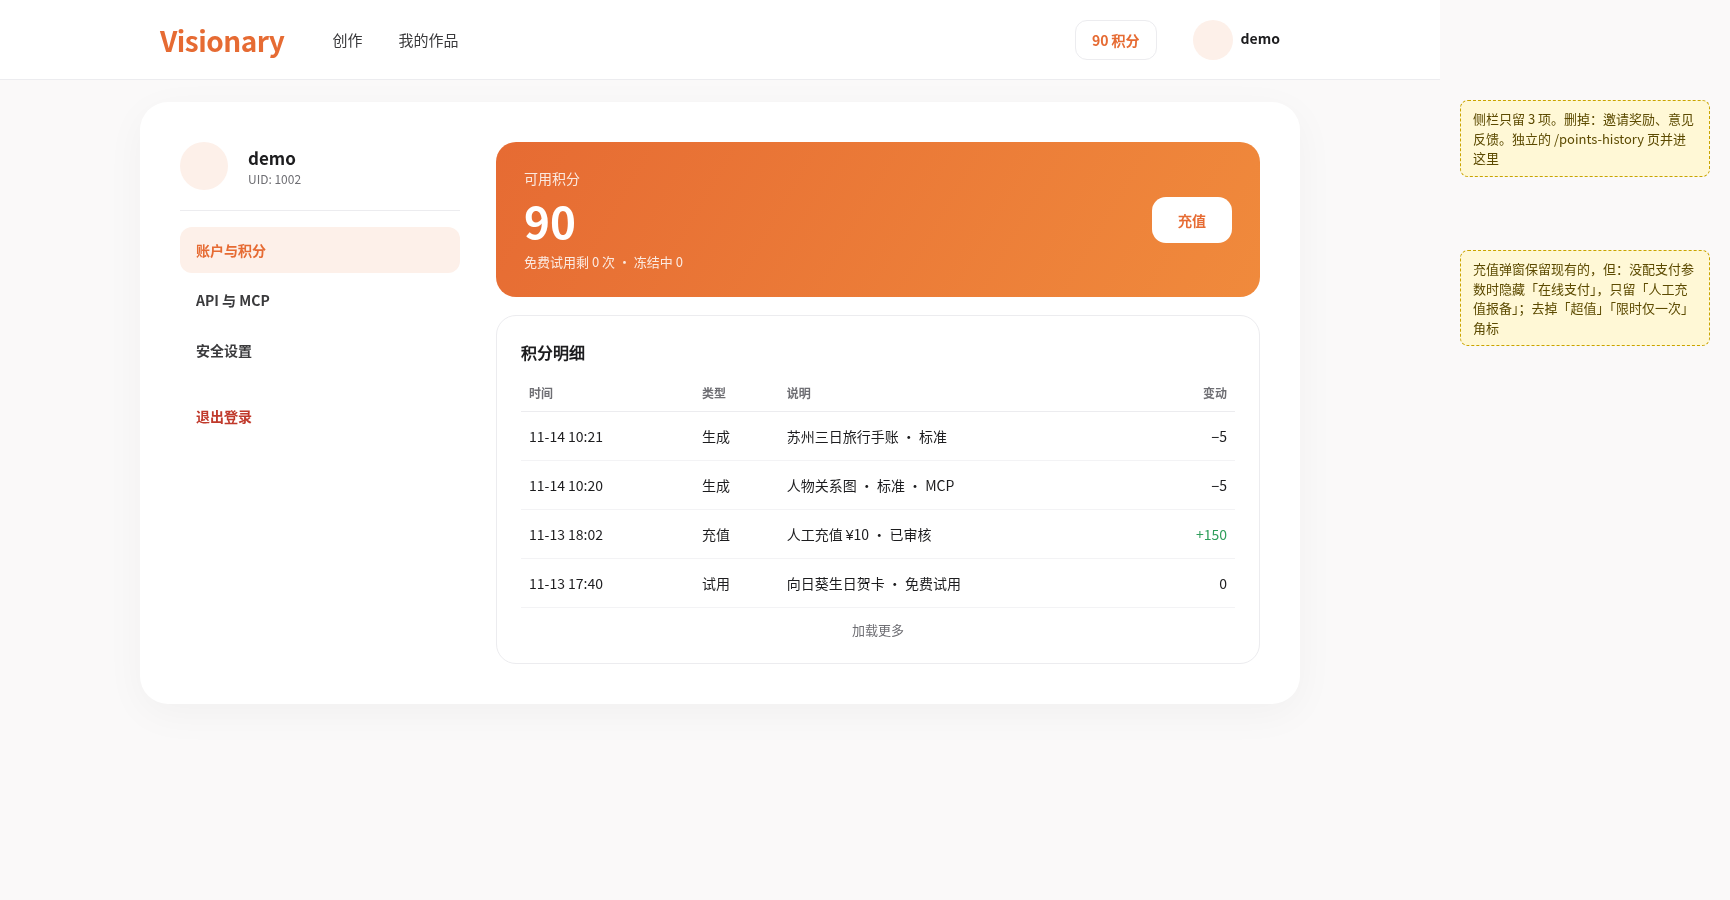 Visionary
创作
我的作品
90 积分
demo
demo
UID: 1002
账户与积分
API 与 MCP
安全设置
退出登录
可用积分
90
免费试用剩 0 次 · 冻结中 0
充值
积分明细
时间 类型 说明 变动
11-14 10:21 生成 苏州三日旅行手账 · 标准 −5
11-14 10:20 生成 人物关系图 · 标准 · MCP −5
11-13 18:02 充值 人工充值 ¥10 · 已审核 +150
11-13 17:40 试用 向日葵生日贺卡 · 免费试用 0
加载更多
侧栏只留 3 项。删掉：邀请奖励、意见
反馈。独立的 /points-history 页并进
这里
充值弹窗保留现有的，但：没配支付参
数时隐藏「在线支付」，只留「人工充
值报备」；去掉「超值」「限时仅一次」
角标